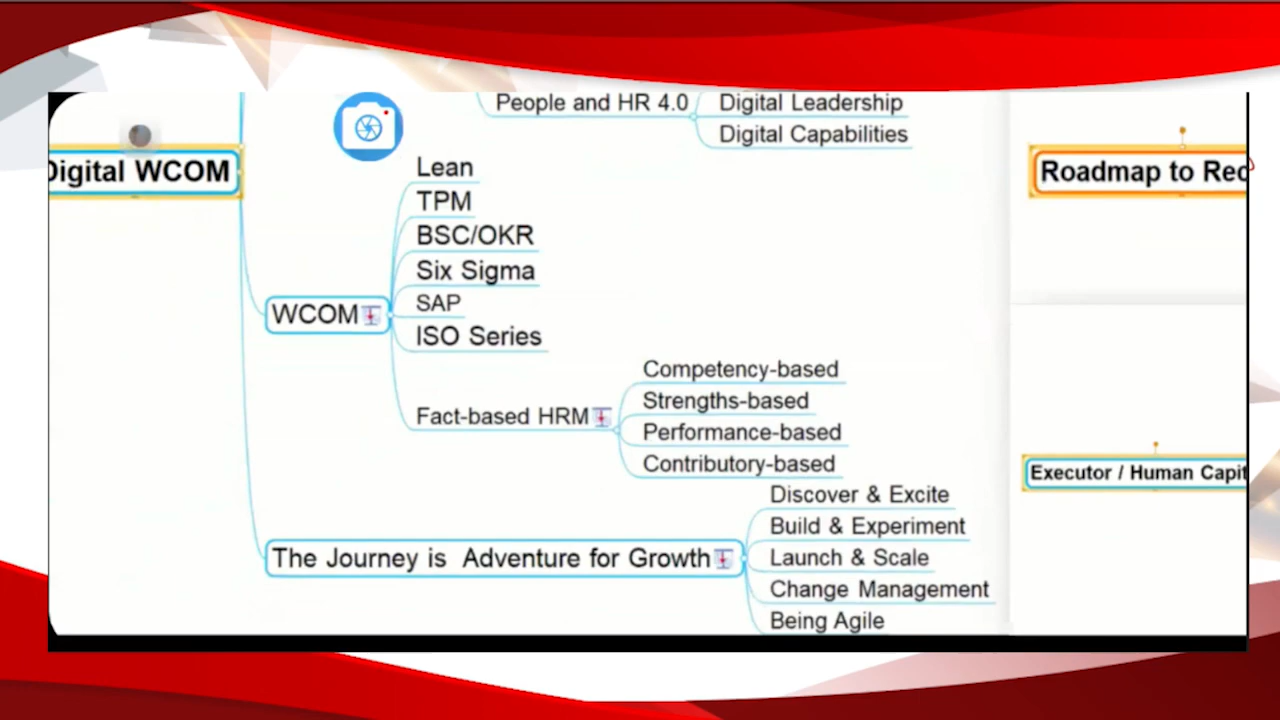 People and HR 4.0
Digital Leadership
Digital Capabilities
Digital WCOM
WCOM
Lean
TPM
BSC/OKR
Six Sigma
SAP
ISO Series
Fact-based HRM
Competency-based
Strengths-based
Performance-based
Contributory-based
The Journey is Adventure for Growth
Discover & Excite
Build & Experiment
Launch & Scale
Change Management
Being Agile
Roadmap to
Executor / Human